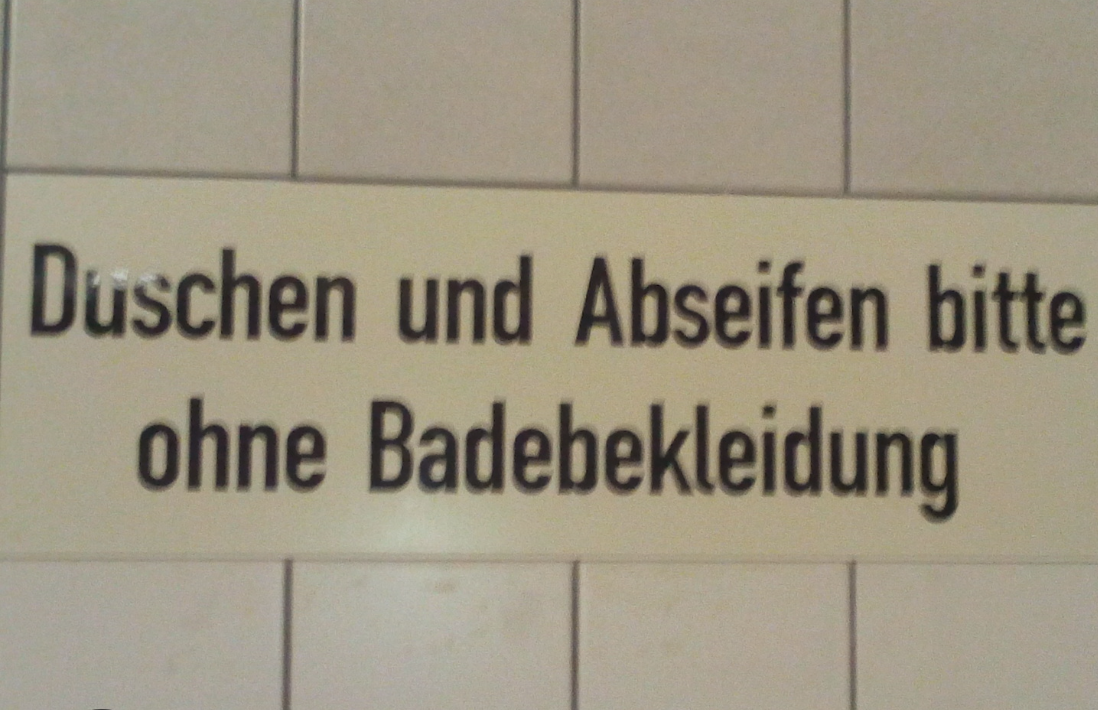 Duschen und Abseifen bitte
ohne Badebekleidung